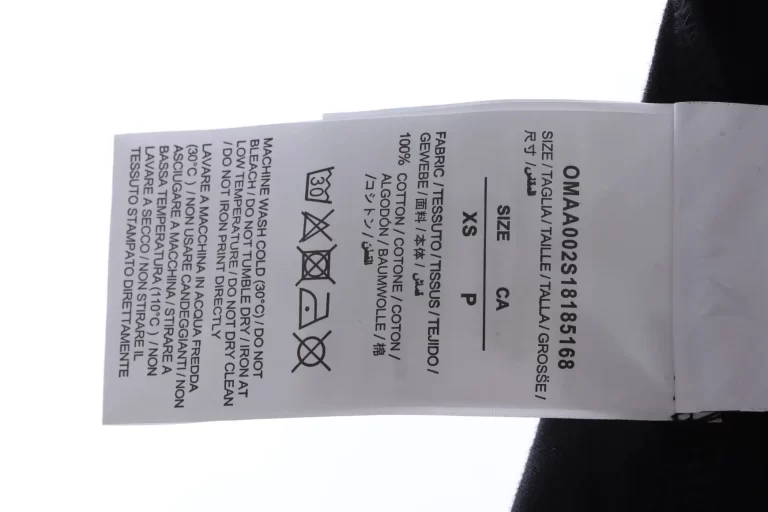 OMAA002S18185168
SIZE / TAGLIA / TAILLE / TALLA / GROSSE /
尺寸 / المقاس
SIZE CA
XS P
FABRIC / TESSUTO / TISSUS / TEJIDO /
GEWEBE / 面料 / 本体 / قماش
100% COTTON / COTONE / COTON /
ALGODÓN / BAUMWOLLE / 棉
/ コットン / القطن
30
MACHINE WASH COLD (30°C) / DO NOT
BLEACH / DO NOT TUMBLE DRY / IRON AT
LOW TEMPERATURE / DO NOT DRY CLEAN
/ DO NOT IRON PRINT DIRECTLY
LAVARE A MACCHINA IN ACQUA FREDDA
(30°C ) / NON USARE CANDEGGIANTI / NON
ASCIUGARE A MACCHINA / STIRARE A
BASSA TEMPERATURA (110°C ) / NON
LAVARE A SECCO / NON STIRARE IL
TESSUTO STAMPATO DIRETTAMENTE